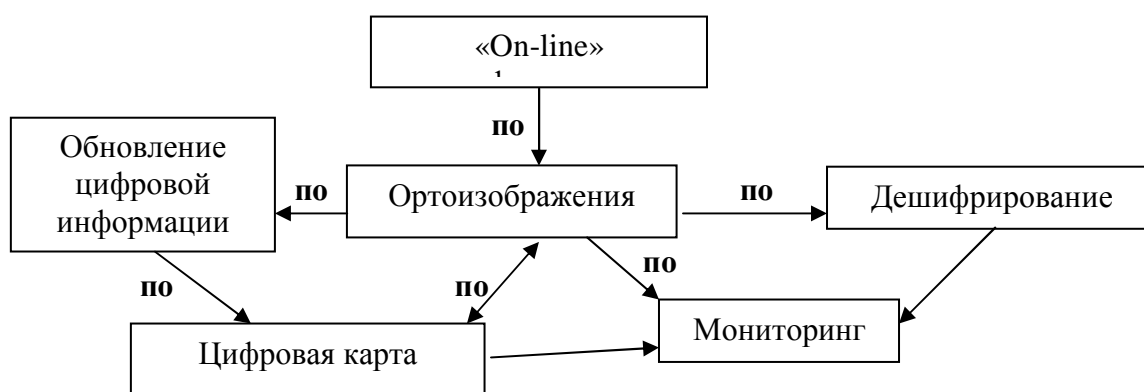 «On-line»
по
Обновление
цифровой
информации
по
Ортоизображения
по
Дешифрирование
по
по
по
Цифровая карта
Мониторинг